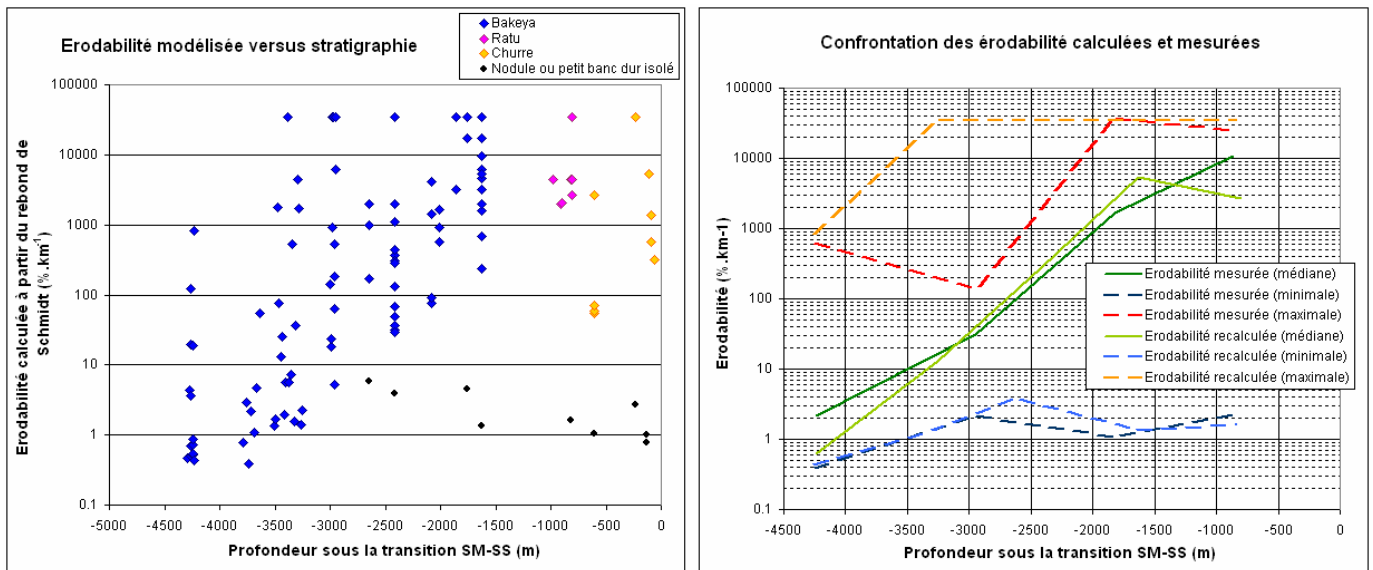 Erodabilité modélisée versus stratigraphie
Bakeya
Ratu
Churre
Nodule ou petit banc dur isolé
Erodabilité calculée à partir du rebond de
Schmidt (%.km-1)
100000
10000
1000
100
10
1
0.1
-5000 -4500 -4000 -3500 -3000 -2500 -2000 -1500 -1000 -500 0
Profondeur sous la transition SM-SS (m)
Confrontation des érodabilité calculées et mesurées
Erodabilité (%.km-1)
100000
10000
1000
100
10
1
0.1
Erodabilité mesurée (médiane)
Erodabilité mesurée (minimale)
Erodabilité mesurée (maximale)
Erodabilité recalculée (médiane)
Erodabilité recalculée (minimale)
Erodabilité recalculée (maximale)
-4500 -4000 -3500 -3000 -2500 -2000 -1500 -1000 -500 0
Profondeur sous la transition SM-SS (m)